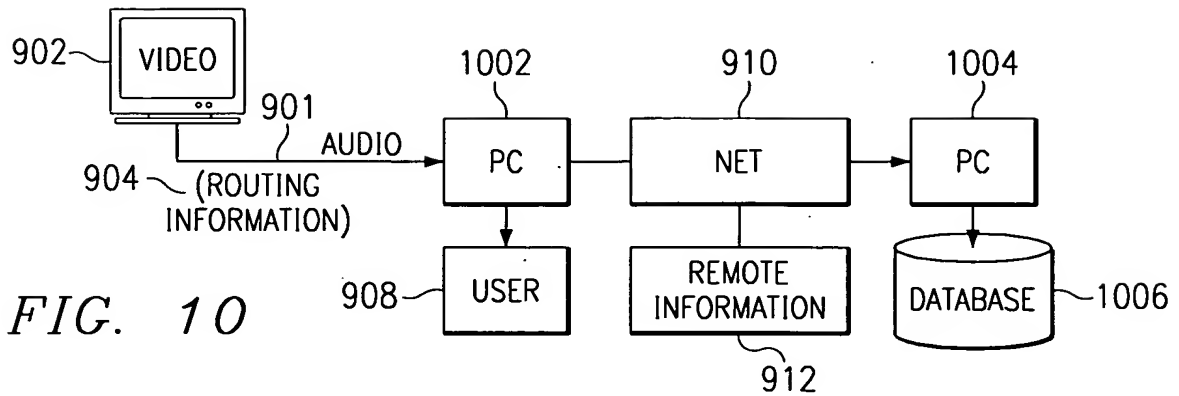 902
VIDEO
901
AUDIO
904
(ROUTING
INFORMATION)
1002
PC
910
NET
1004
PC
908
USER
REMOTE
INFORMATION
912
DATABASE
1006
FIG. 10